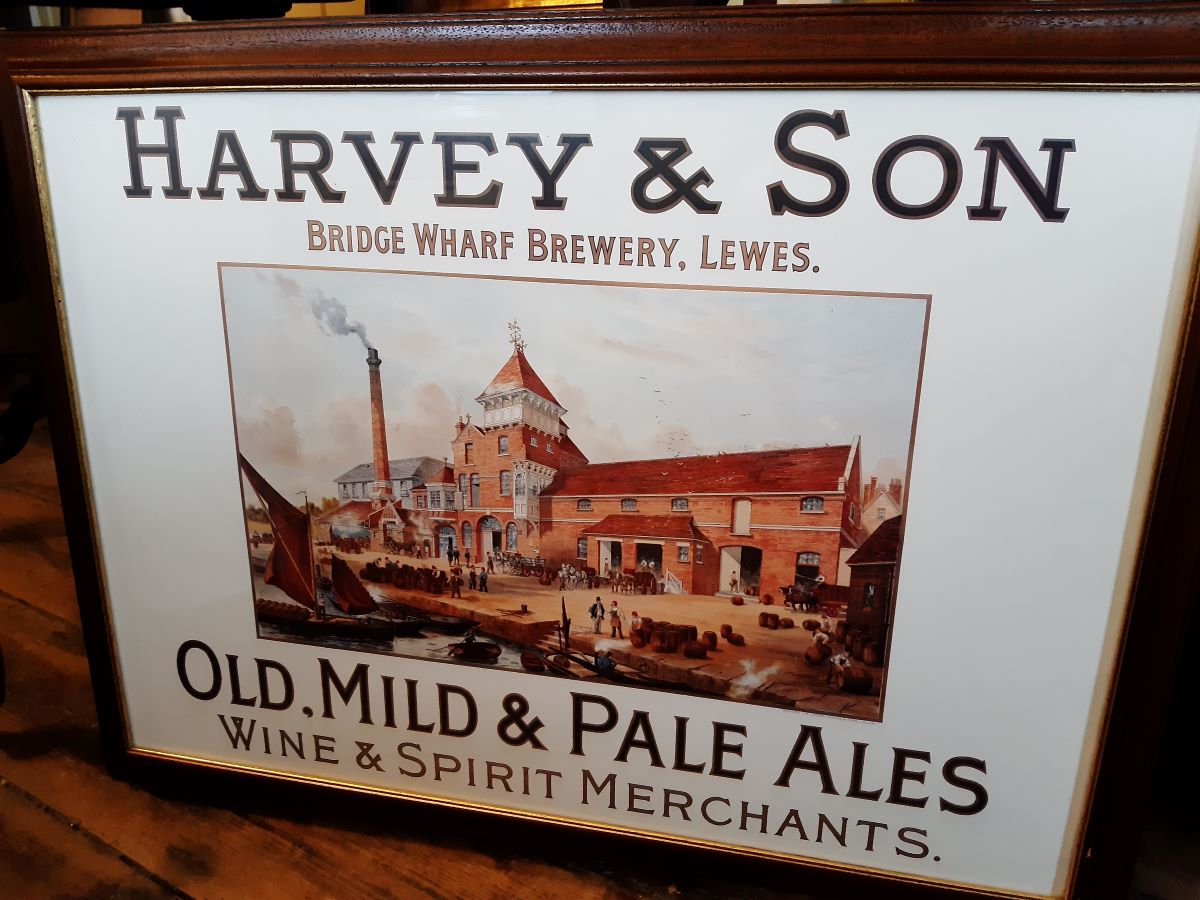 HARVEY & SON
BRIDGE WHARF BREWERY, LEWES.
OLD, MILD & PALE ALES
WINE & SPIRIT MERCHANTS.